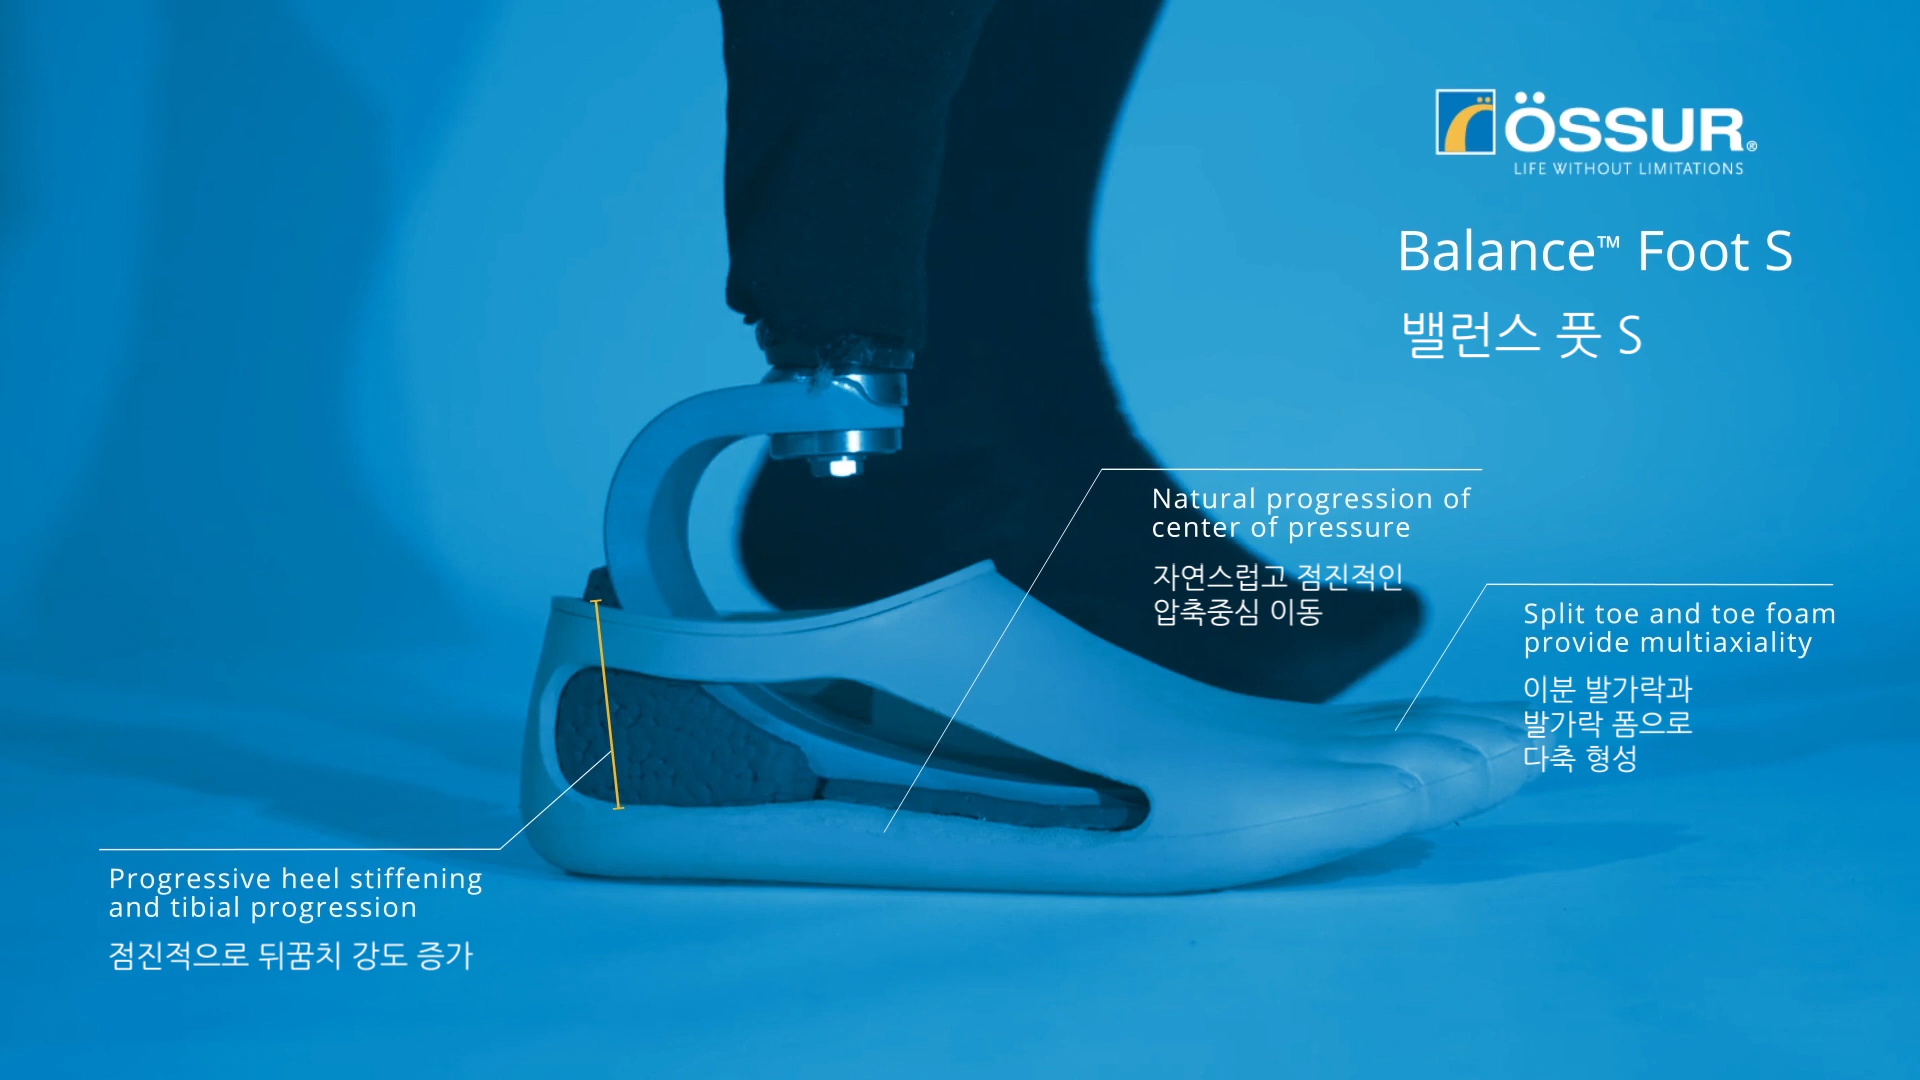 ÖSSUR®
LIFE WITHOUT LIMITATIONS
Balance™ Foot S
밸런스 풋 S
Natural progression of
center of pressure
자연스럽고 점진적인
압축중심 이동
Split toe and toe foam
provide multiaxiality
이분 발가락과
발가락 폼으로
다축 형성
Progressive heel stiffening
and tibial progression
점진적으로 뒤꿈치 강도 증가